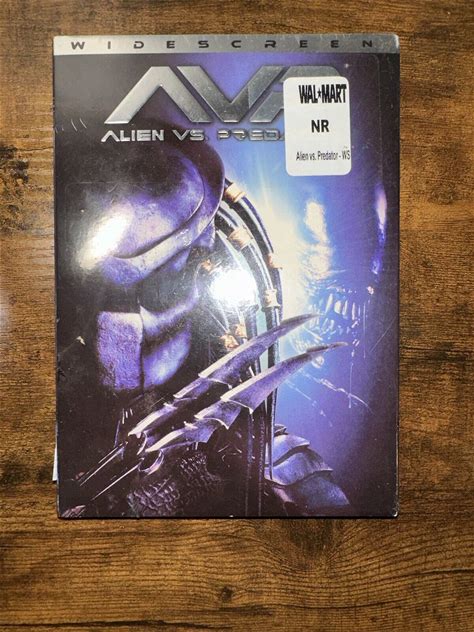 WIDESCREEN
AVP
ALIEN VS. PREDA
WAL★MART
NR
Alien vs. Predator - WS